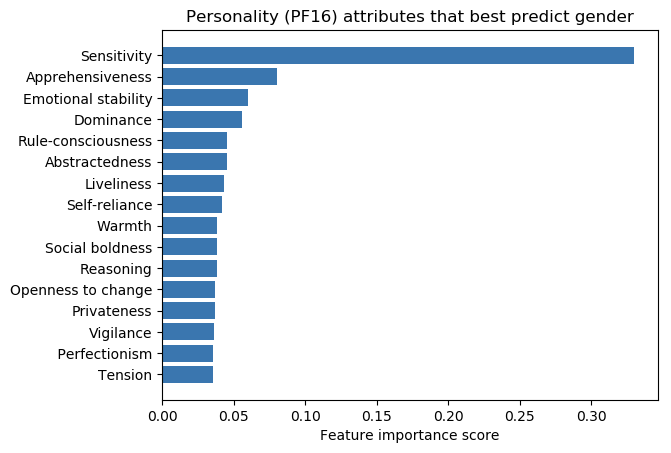 Personality (PF16) attributes that best predict gender
Sensitivity
Apprehensiveness
Emotional stability
Dominance
Rule-consciousness
Abstractedness
Liveliness
Self-reliance
Warmth
Social boldness
Reasoning
Openness to change
Privateness
Vigilance
Perfectionism
Tension
0.00 0.05 0.10 0.15 0.20 0.25 0.30
Feature importance score